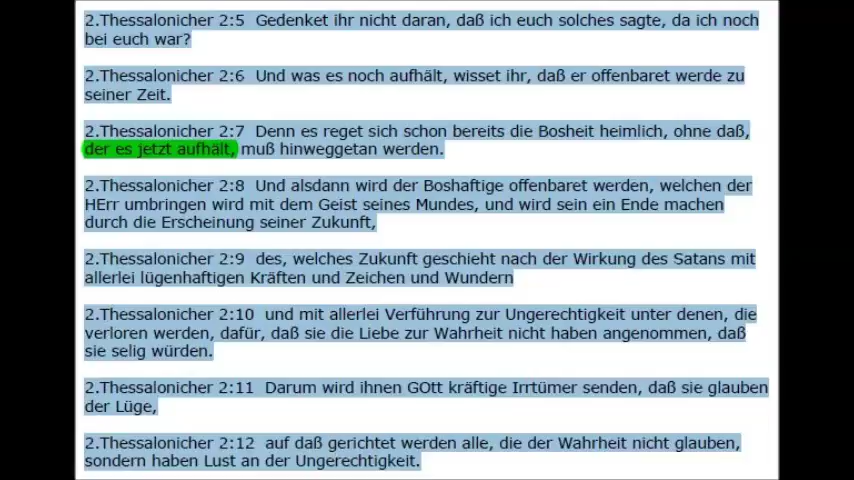 2.Thessalonicher 2:5 Gedenket ihr nicht daran, daß ich euch solches sagte, da ich noch
bei euch war?
2.Thessalonicher 2:6 Und was es noch aufhält, wisset ihr, daß er offenbaret werde zu
seiner Zeit.
2.Thessalonicher 2:7 Denn es reget sich schon bereits die Bosheit heimlich, ohne daß,
der es jetzt aufhält, muß hinweggetan werden.
2.Thessalonicher 2:8 Und alsdann wird der Boshaftige offenbaret werden, welchen der
HErr umbringen wird mit dem Geist seines Mundes, und wird sein ein Ende machen
durch die Erscheinung seiner Zukunft,
2.Thessalonicher 2:9 des, welches Zukunft geschieht nach der Wirkung des Satans mit
allerlei lügenhaftigen Kräften und Zeichen und Wundern
2.Thessalonicher 2:10 und mit allerlei Verführung zur Ungerechtigkeit unter denen, die
verloren werden, dafür, daß sie die Liebe zur Wahrheit nicht haben angenommen, daß
sie selig würden.
2.Thessalonicher 2:11 Darum wird ihnen GOtt kräftige Irrtümer senden, daß sie glauben
der Lüge,
2.Thessalonicher 2:12 auf daß gerichtet werden alle, die der Wahrheit nicht glauben,
sondern haben Lust an der Ungerechtigkeit.